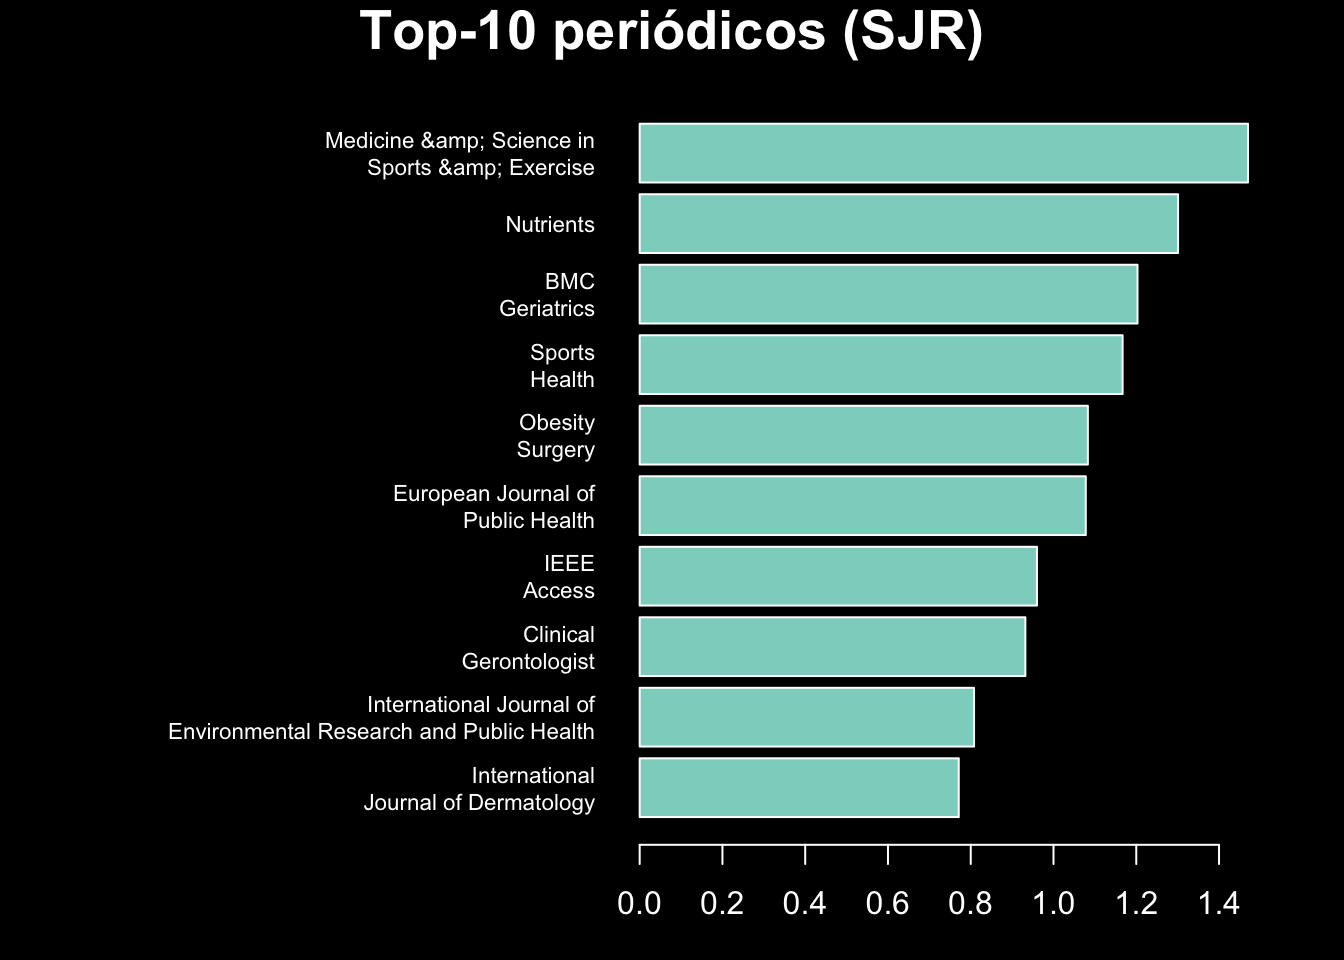 Top-10 periódicos (SJR)
Medicine &amp; Science in
Sports &amp; Exercise
Nutrients
BMC
Geriatrics
Sports
Health
Obesity
Surgery
European Journal of
Public Health
IEEE
Access
Clinical
Gerontologist
International Journal of
Environmental Research and Public Health
International
Journal of Dermatology
0.0 0.2 0.4 0.6 0.8 1.0 1.2 1.4